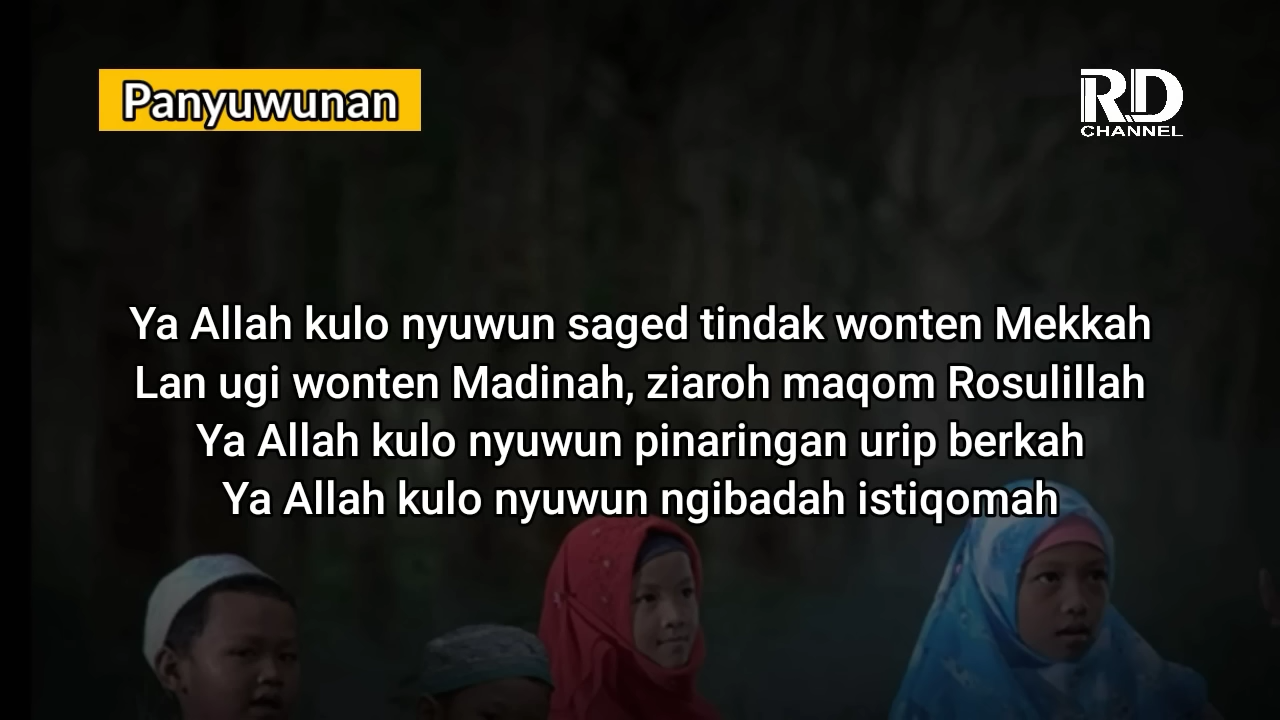 Panyuwunan
RD
CHANNEL
Ya Allah kulo nyuwun saged tindak wonten Mekkah
Lan ugi wonten Madinah, ziaroh maqom Rosulillah
Ya Allah kulo nyuwun pinaringan urip berkah
Ya Allah kulo nyuwun ngibadah istiqomah